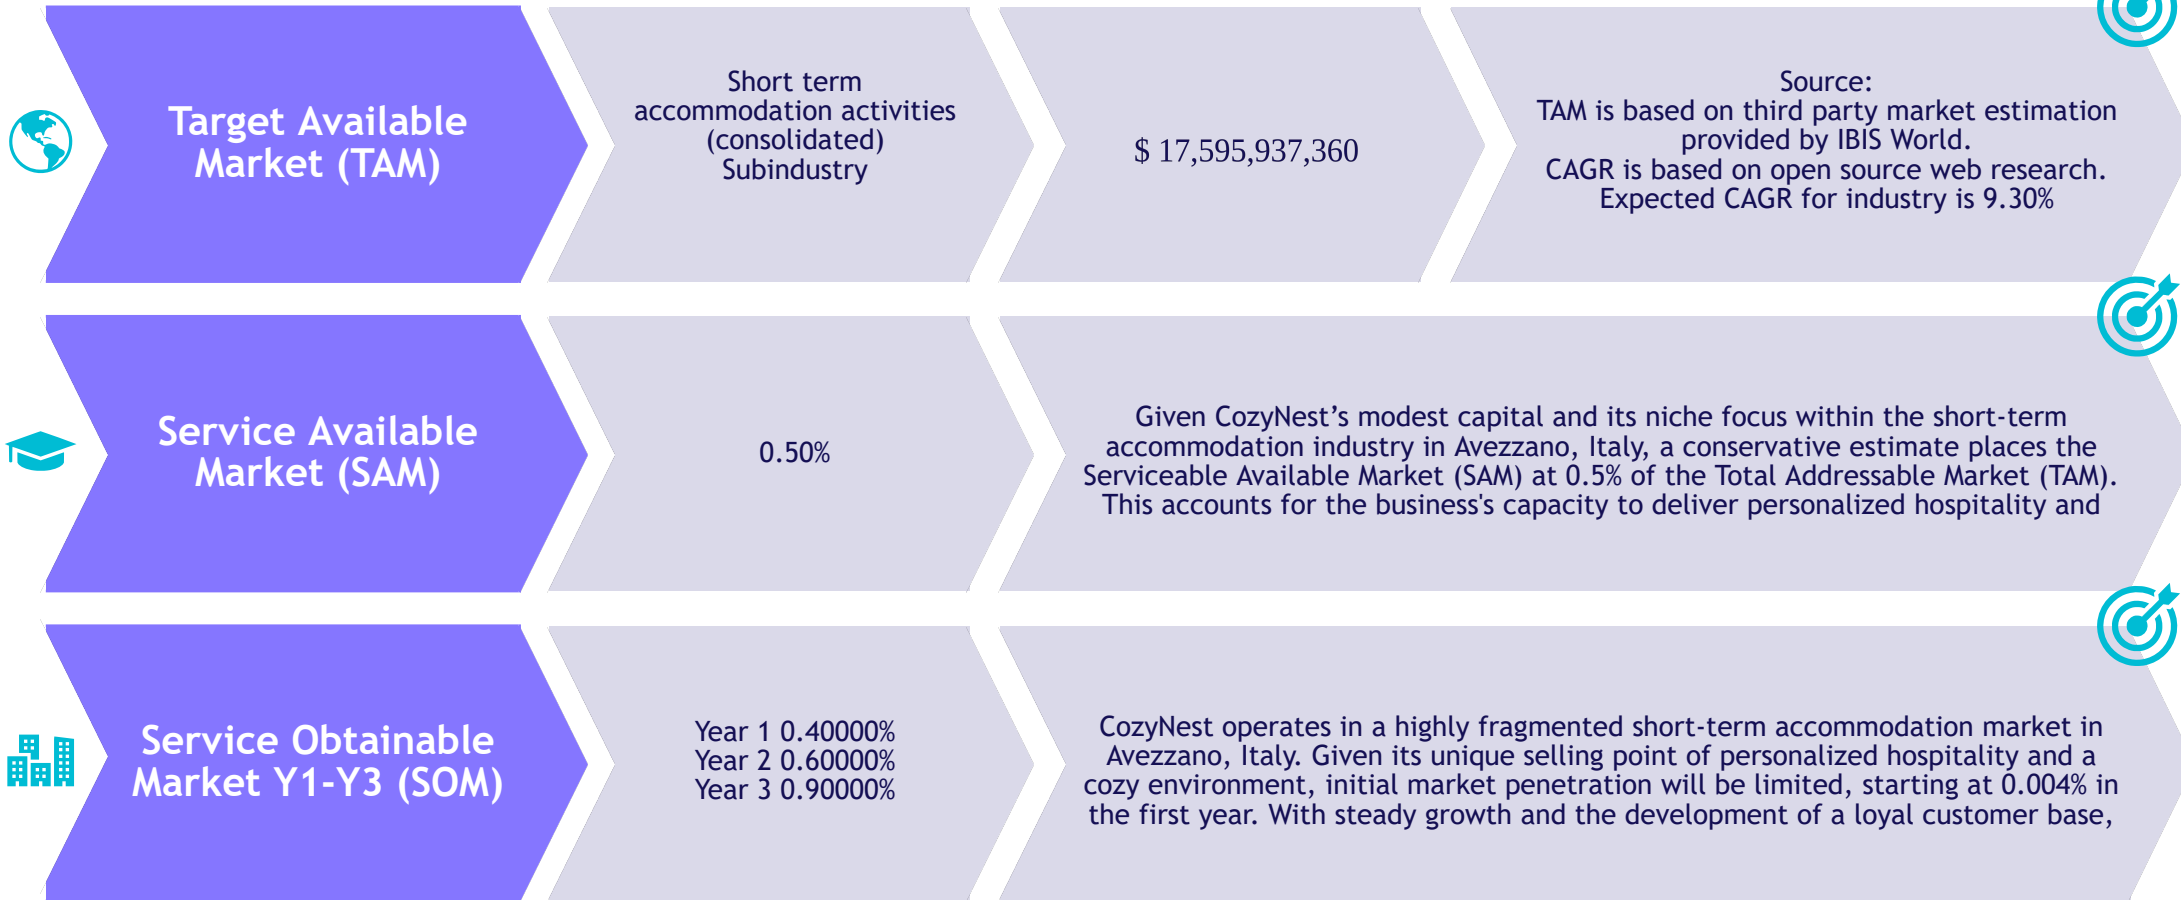 Target Available
Market (TAM)
Short term
accommodation activities
(consolidated)
Subindustry
$ 17,595,937,360
Source:
TAM is based on third party market estimation
provided by IBIS World.
CAGR is based on open source web research.
Expected CAGR for industry is 9.30%
Service Available
Market (SAM)
0.50%
Given CozyNest’s modest capital and its niche focus within the short-term
accommodation industry in Avezzano, Italy, a conservative estimate places the
Serviceable Available Market (SAM) at 0.5% of the Total Addressable Market (TAM).
This accounts for the business's capacity to deliver personalized hospitality and
Service Obtainable
Market Y1-Y3 (SOM)
Year 1 0.40000%
Year 2 0.60000%
Year 3 0.90000%
CozyNest operates in a highly fragmented short-term accommodation market in
Avezzano, Italy. Given its unique selling point of personalized hospitality and a
cozy environment, initial market penetration will be limited, starting at 0.004% in
the first year. With steady growth and the development of a loyal customer base,